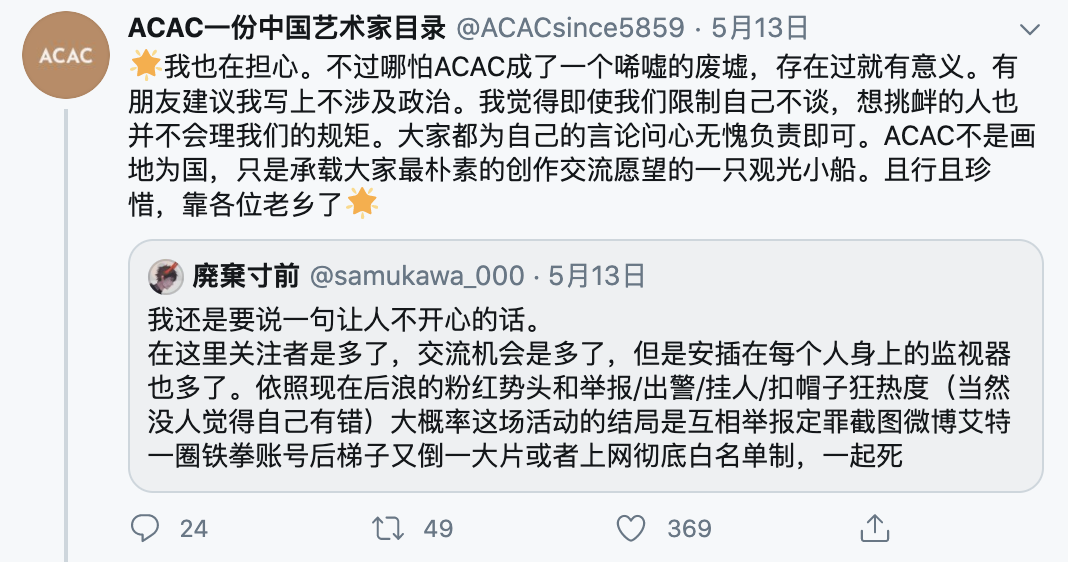 ACAC
ACAC一份中国艺术家目录 @ACACsince5859 · 5月13日
🌟我也在担心。不过哪怕ACAC成了一个唏嘘的废墟，存在过就有意义。有
朋友建议我写上不涉及政治。我觉得即使我们限制自己不谈，想挑衅的人也
并不会理我们的规矩。大家都为自己的言论问心无愧负责即可。ACAC不是画
地为国，只是承载大家最朴素的创作交流愿望的一只观光小船。且行且珍
惜，靠各位老乡了🌟
廃棄寸前 @samukawa_000 · 5月13日
我还是要说一句让人不开心的话。
在这里关注者是多了，交流机会是多了，但是安插在每个人身上的监视器
也多了。依照现在后浪的粉红势头和举报/出警/挂人/扣帽子狂热度（当然
没人觉得自己有错）大概率这场活动的结局是互相举报定罪截图微博艾特
一圈铁拳账号后梯子又倒一大片或者上网彻底白名单制，一起死
24 49 369